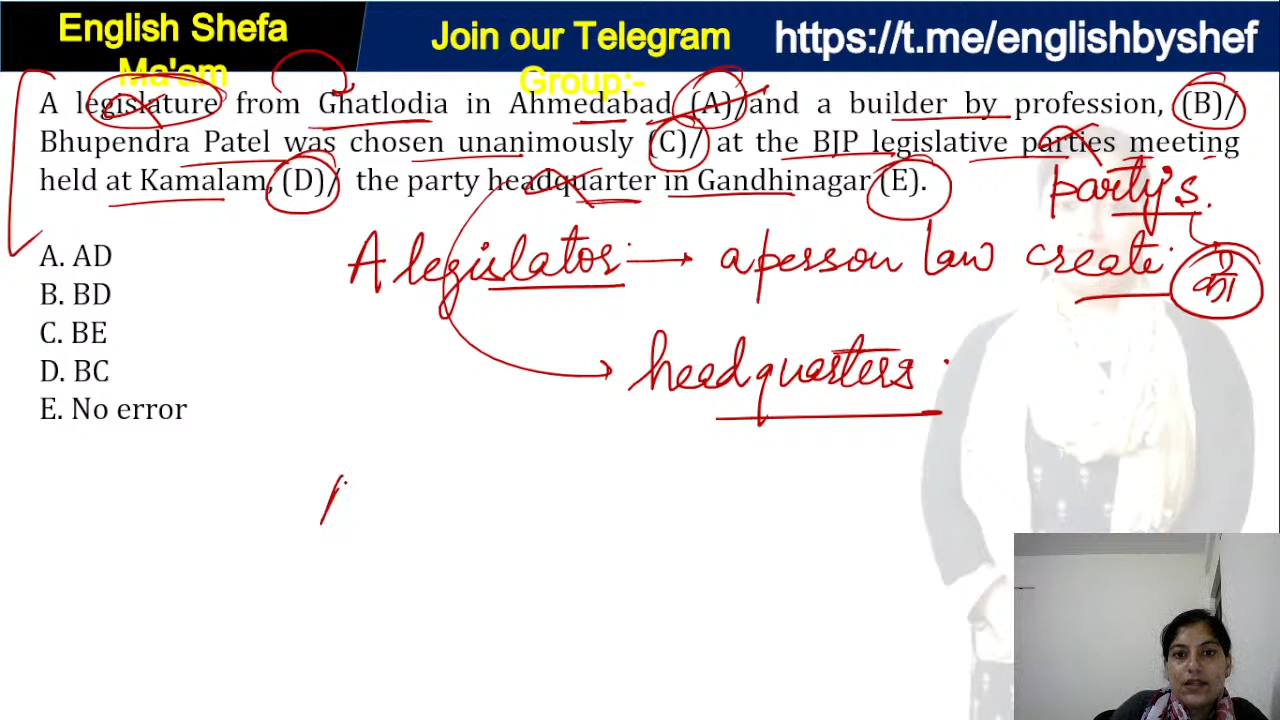 English Shefa Ma'am
Join our Telegram Group:-
https://t.me/englishbyshef
A legislature from Ghatlodia in Ahmedabad (A)/ and a builder by profession, (B)/
Bhupendra Patel was chosen unanimously (C)/ at the BJP legislative parties meeting
held at Kamalam, (D)/ the party headquarter in Gandhinagar (E).
party's.
A legislator → a person law create
का
A. AD
B. BD
C. BE
D. BC
E. No error
headquarters.